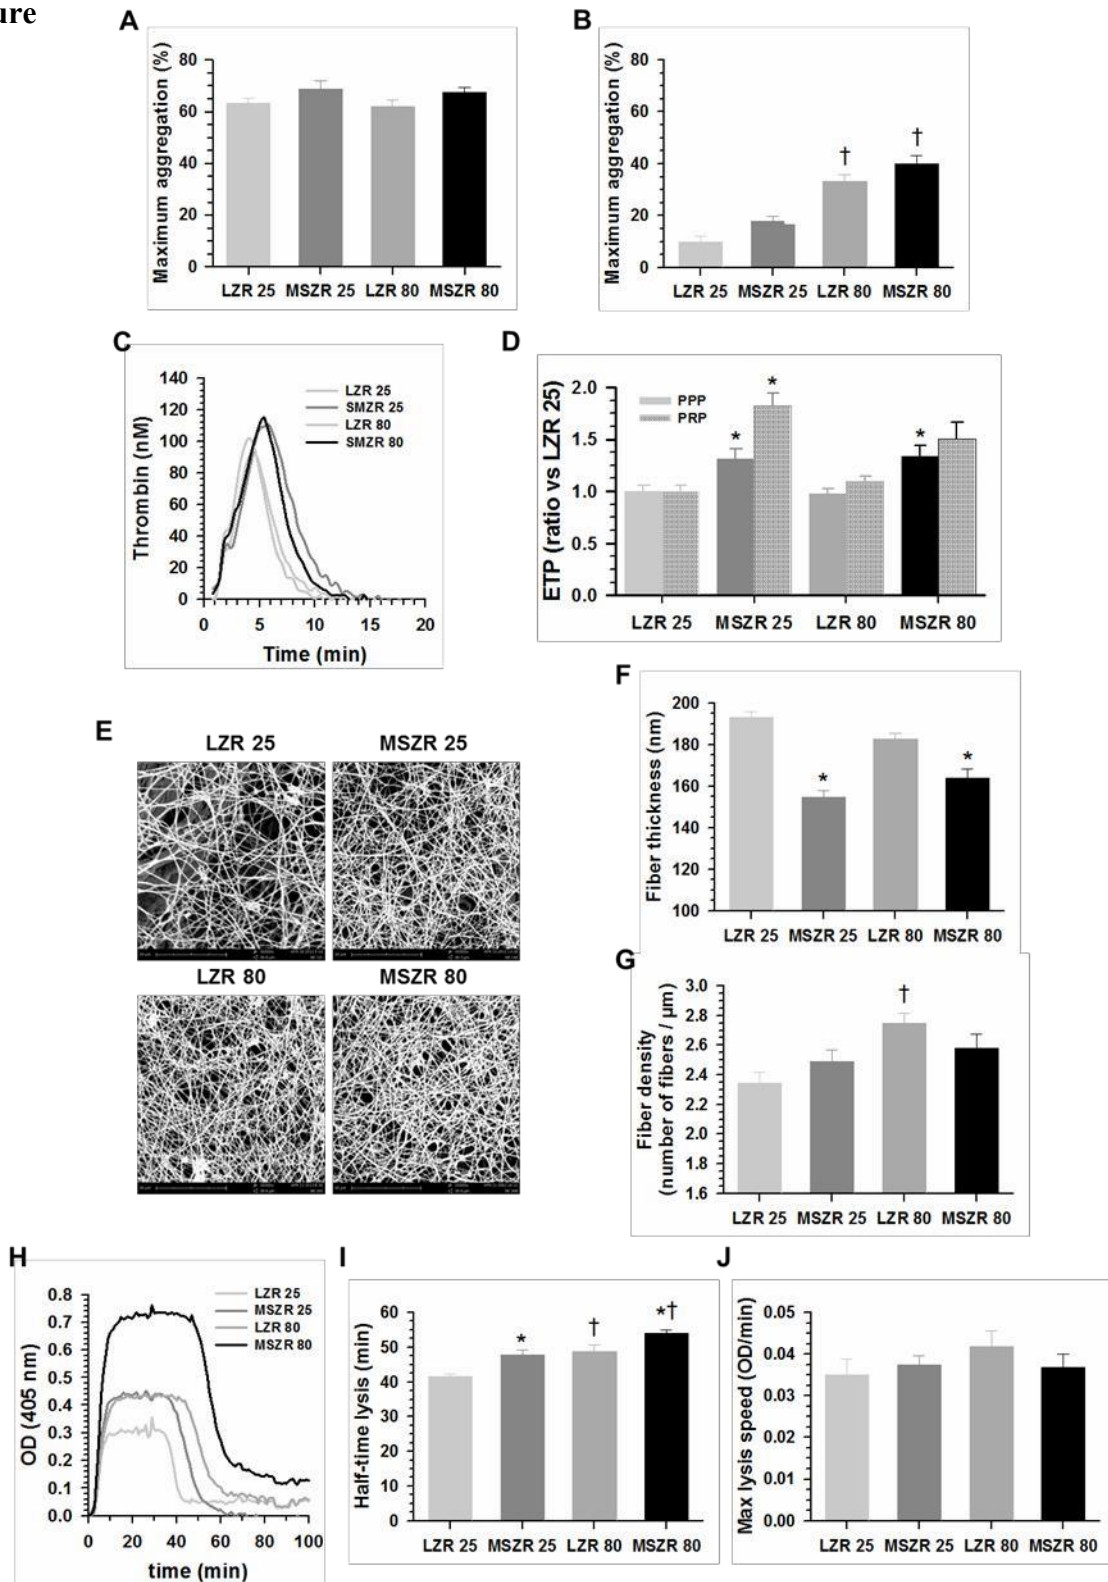 ure
A
Maximum aggregation (%)
80
60
40
20
0
LZR 25 MSZR 25 LZR 80 MSZR 80
B
Maximum aggregation (%)
80
60
40
20
0
† †
LZR 25 MSZR 25 LZR 80 MSZR 80
C
Thrombin (nM)
140
120
100
80
60
40
20
0
LZR 25
SMZR 25
LZR 80
SMZR 80
0 5 10 15 20
Time (min)
D
ETP (ratio vs LZR 25)
2.0
1.5
1.0
0.5
0.0
PPP
PRP
* * *
LZR 25 MSZR 25 LZR 80 MSZR 80
E
LZR 25 MSZR 25
LZR 80 MSZR 80
F
Fiber thickness (nm)
200
180
160
140
120
100
* *
LZR 25 MSZR 25 LZR 80 MSZR 80
G
Fiber density
(number of fibers / µm)
3.0
2.8
2.6
2.4
2.2
2.0
1.8
1.6
†
LZR 25 MSZR 25 LZR 80 MSZR 80
H
OD (405 nm)
0.8
0.7
0.6
0.5
0.4
0.3
0.2
0.1
0.0
LZR 25
MSZR 25
LZR 80
MSZR 80
0 20 40 60 80 100
time (min)
I
Half-time lysis (min)
60
50
40
30
20
10
0
* † *†
LZR 25 MSZR 25 LZR 80 MSZR 80
J
Max lysis speed (OD/min)
0.05
0.04
0.03
0.02
0.01
0.00
LZR 25 MSZR 25 LZR 80 MSZR 80